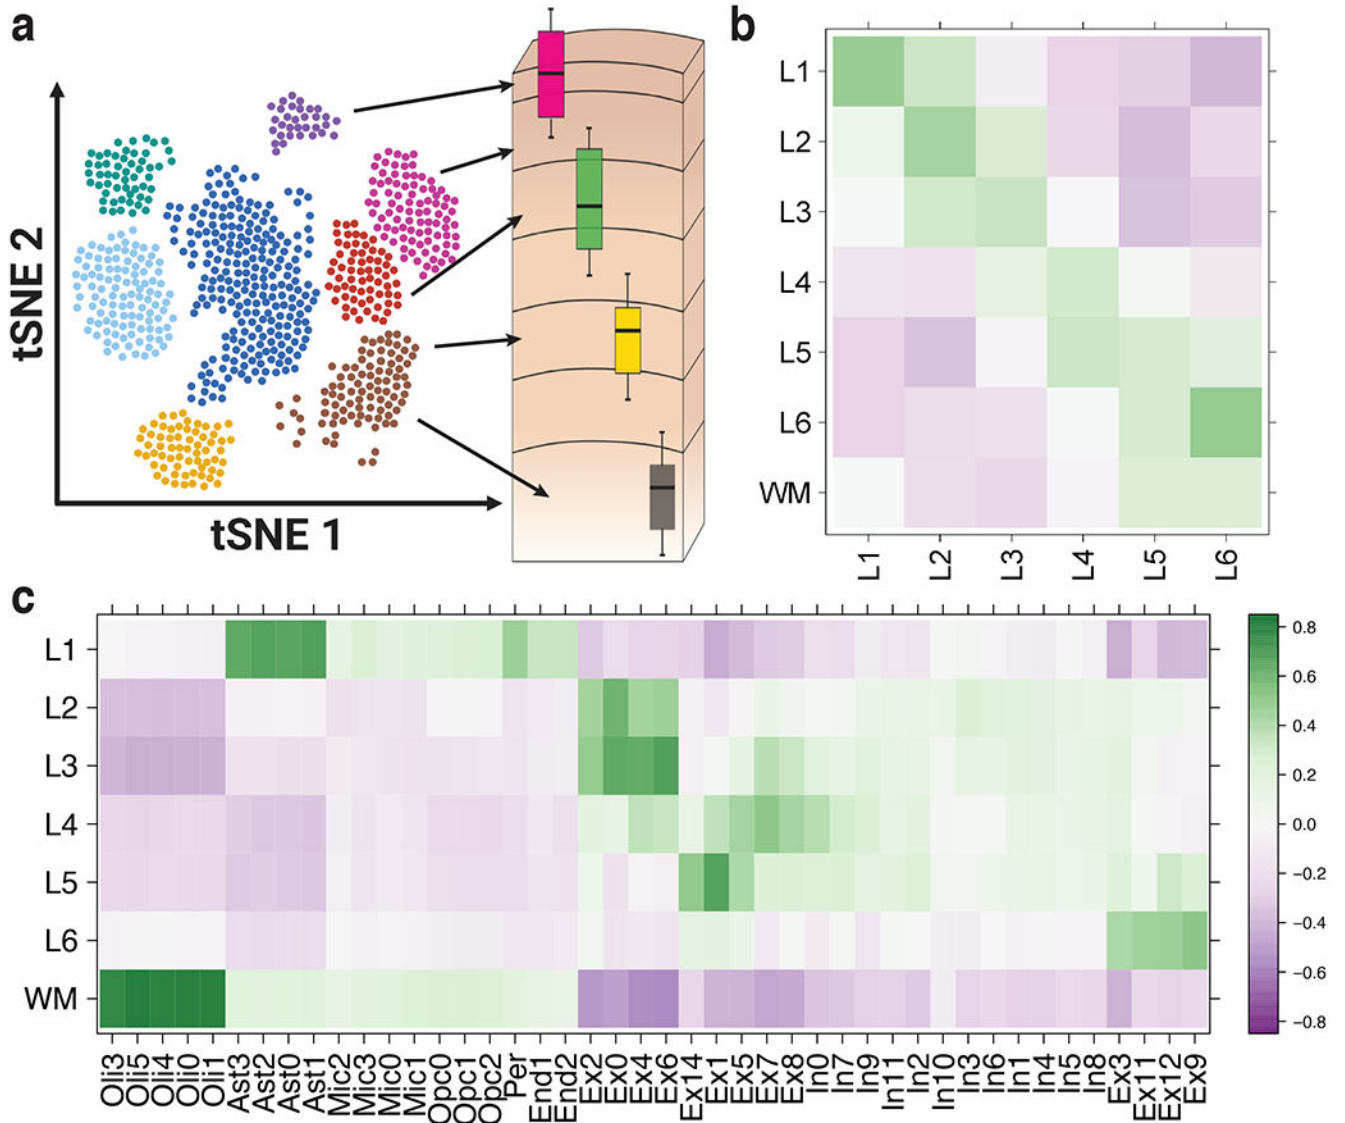 a
tSNE 2
tSNE 1
b
L1
L2
L3
L4
L5
L6
WM
L1 L2 L3 L4 L5 L6
c
L1
L2
L3
L4
L5
L6
WM
Oli3 Oli5 Oli4 Oli0 Oli1 Ast3 Ast2 Ast0 Ast1 Mic2 Mic3 Mic0 Mic1 Opc0 Opc1 Opc2 Per End1 End2 Ex2 Ex0 Ex4 Ex6 Ex14 Ex1 Ex5 Ex7 Ex8 In0 In7 In9 In11 In2 In10 In3 In6 In1 In4 In5 In8 Ex3 Ex11 Ex12 Ex9
0.8
0.6
0.4
0.2
0.0
−0.2
−0.4
−0.6
−0.8